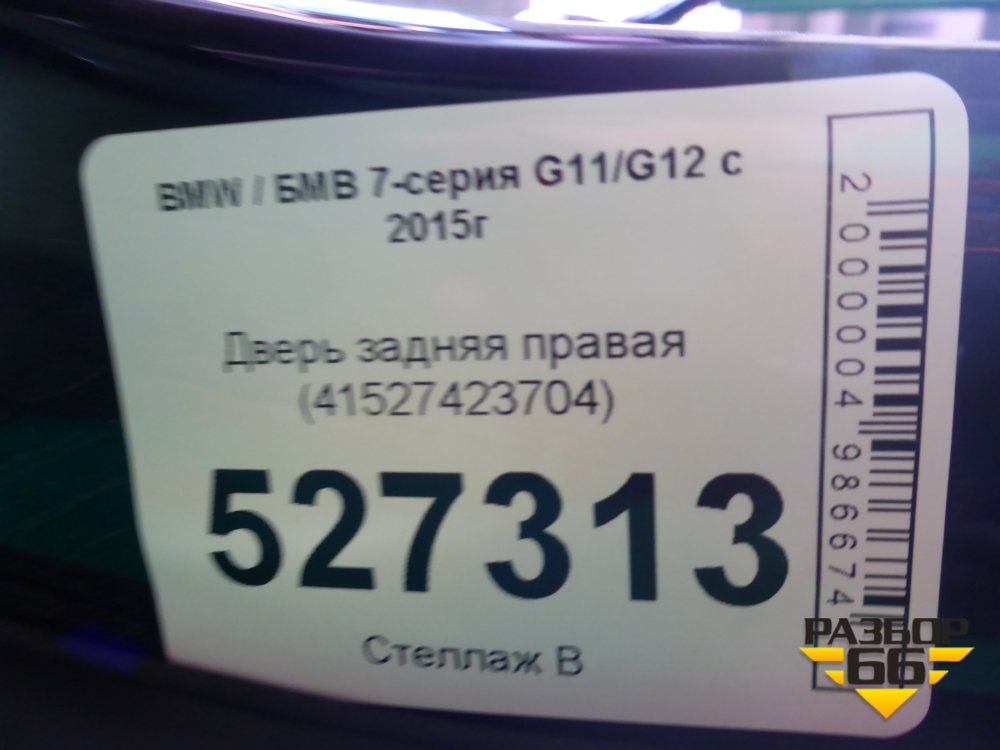 BMW / БМВ 7-серия G11/G12 с
2015г
Дверь задняя правая
(41527423704)
527313
Стеллаж В
2000004986674
РАЗБОР
66